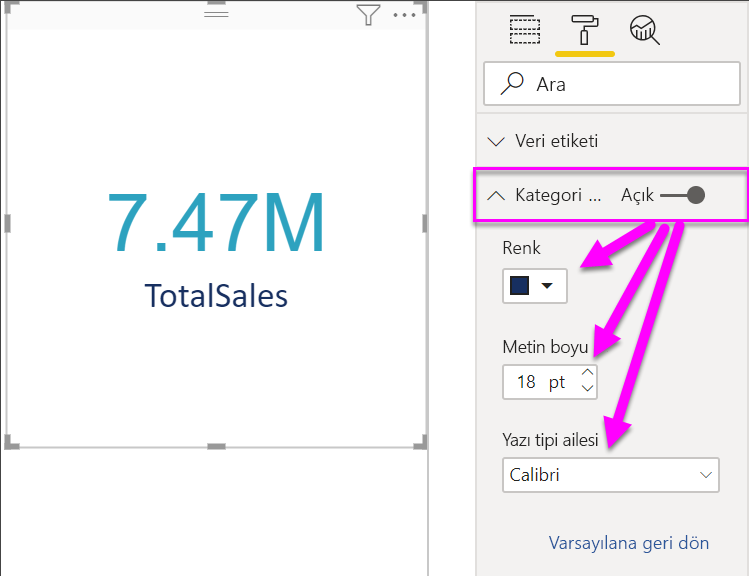 7.47M
TotalSales
Ara
Veri etiketi
Kategori ... Açık
Renk
Metin boyu
18 pt
Yazı tipi ailesi
Calibri
Varsayılana geri dön